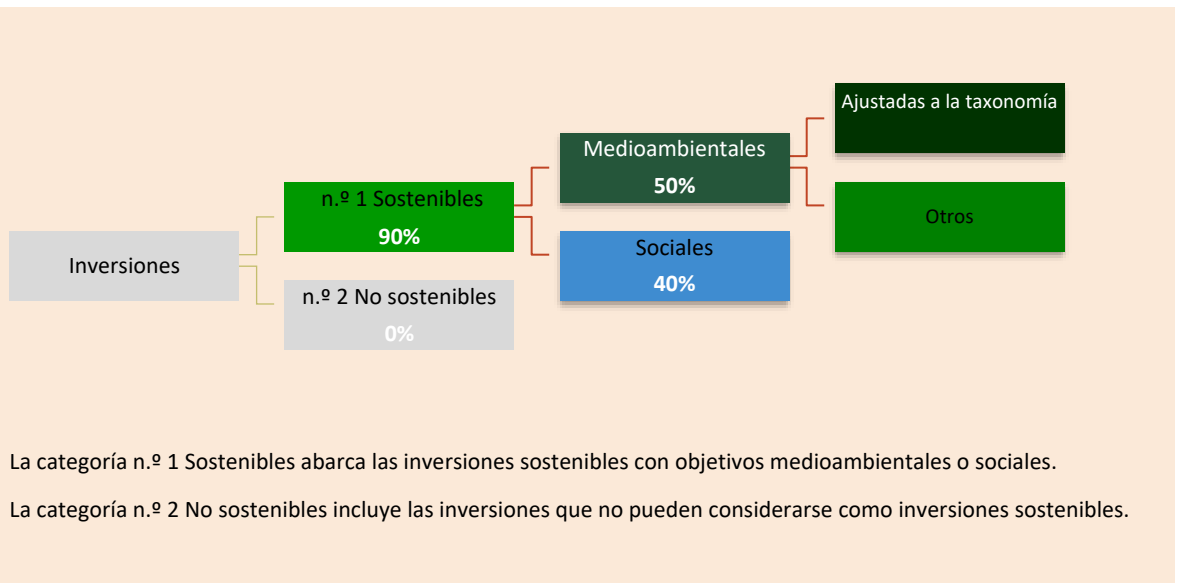 Ajustadas a la taxonomía
Medioambientales
50%
n.º 1 Sostenibles
90%
Otros
Inversiones
Sociales
40%
n.º 2 No sostenibles
0%
La categoría n.º 1 Sostenibles abarca las inversiones sostenibles con objetivos medioambientales o sociales.
La categoría n.º 2 No sostenibles incluye las inversiones que no pueden considerarse como inversiones sostenibles.